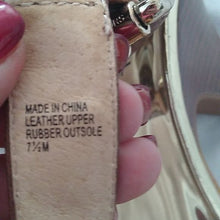 MADE IN CHINA
LEATHER UPPER
RUBBER OUTSOLE
7½M